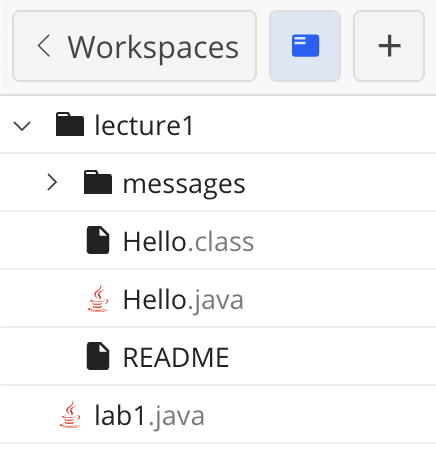 Workspaces
lecture1
messages
Hello.class
Hello.java
README
lab1.java